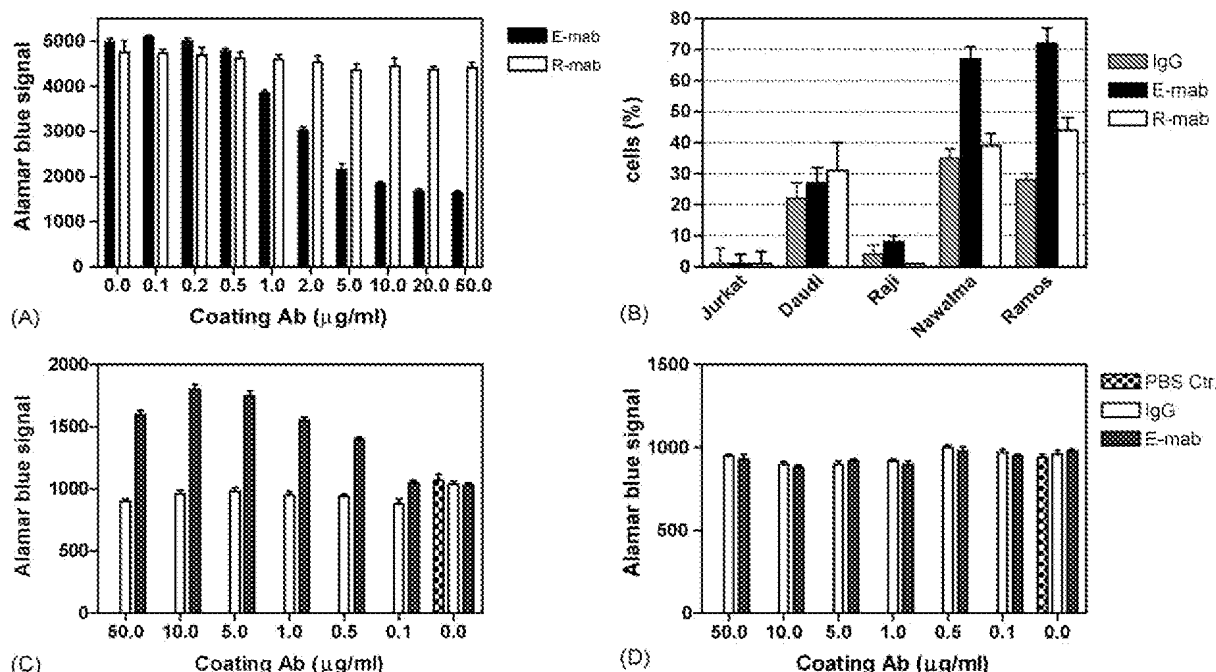 5000
4000
3000
2000
1000
0
Alamar blue signal
E-mab
R-mab
0.0 0.1 0.2 0.5 1.0 2.0 5.0 10.0 20.0 50.0
Coating Ab (μg/ml)
(A)
80
70
60
50
40
30
20
10
0
cells (%)
IgG
E-mab
R-mab
Jurkat Daudi Raji Nawalma Ramos
(B)
2000
1500
1000
500
0
Alamar blue signal
50.0 10.0 5.0 1.0 0.5 0.1 0.0
Coating Ab (μg/ml)
(C)
1500
1000
500
0
Alamar blue signal
PBS Ctr.
IgG
E-mab
50.0 10.0 5.0 1.0 0.5 0.1 0.0
Coating Ab (μg/ml)
(D)